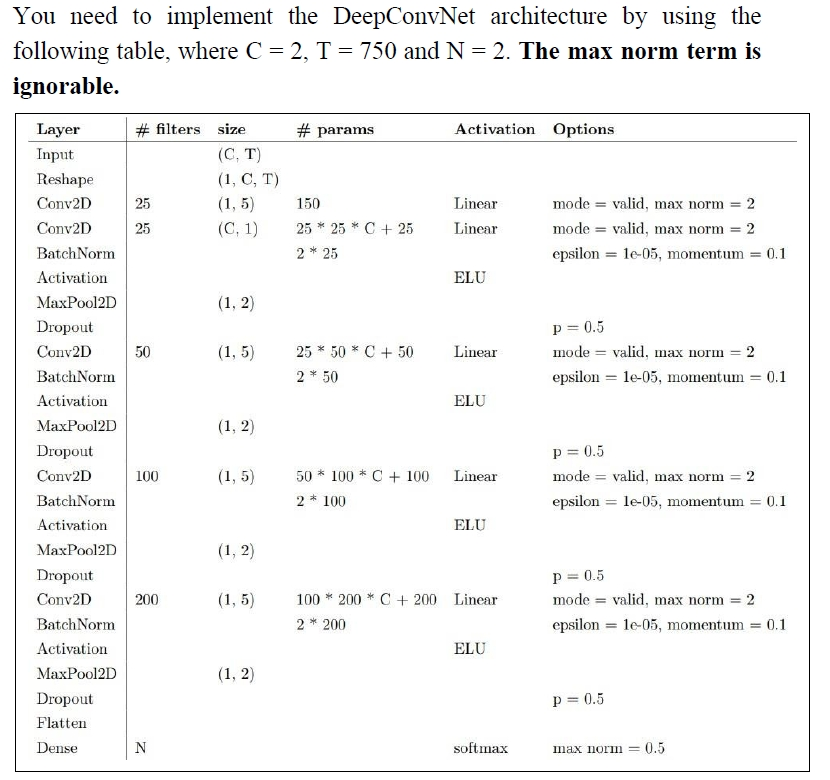 You need to implement the DeepConvNet architecture by using the
following table, where C = 2, T = 750 and N = 2. The max norm term is
ignorable.
Layer # filters size # params Activation Options
Input (C, T)
Reshape (1, C, T)
Conv2D 25 (1, 5) 150 Linear mode = valid, max norm = 2
Conv2D 25 (C, 1) 25 * 25 * C + 25 Linear mode = valid, max norm = 2
BatchNorm 2 * 25 epsilon = 1e-05, momentum = 0.1
Activation ELU
MaxPool2D (1, 2)
Dropout p = 0.5
Conv2D 50 (1, 5) 25 * 50 * C + 50 Linear mode = valid, max norm = 2
BatchNorm 2 * 50 epsilon = 1e-05, momentum = 0.1
Activation ELU
MaxPool2D (1, 2)
Dropout p = 0.5
Conv2D 100 (1, 5) 50 * 100 * C + 100 Linear mode = valid, max norm = 2
BatchNorm 2 * 100 epsilon = 1e-05, momentum = 0.1
Activation ELU
MaxPool2D (1, 2)
Dropout p = 0.5
Conv2D 200 (1, 5) 100 * 200 * C + 200 Linear mode = valid, max norm = 2
BatchNorm 2 * 200 epsilon = 1e-05, momentum = 0.1
Activation ELU
MaxPool2D (1, 2)
Dropout p = 0.5
Flatten
Dense N softmax max norm = 0.5